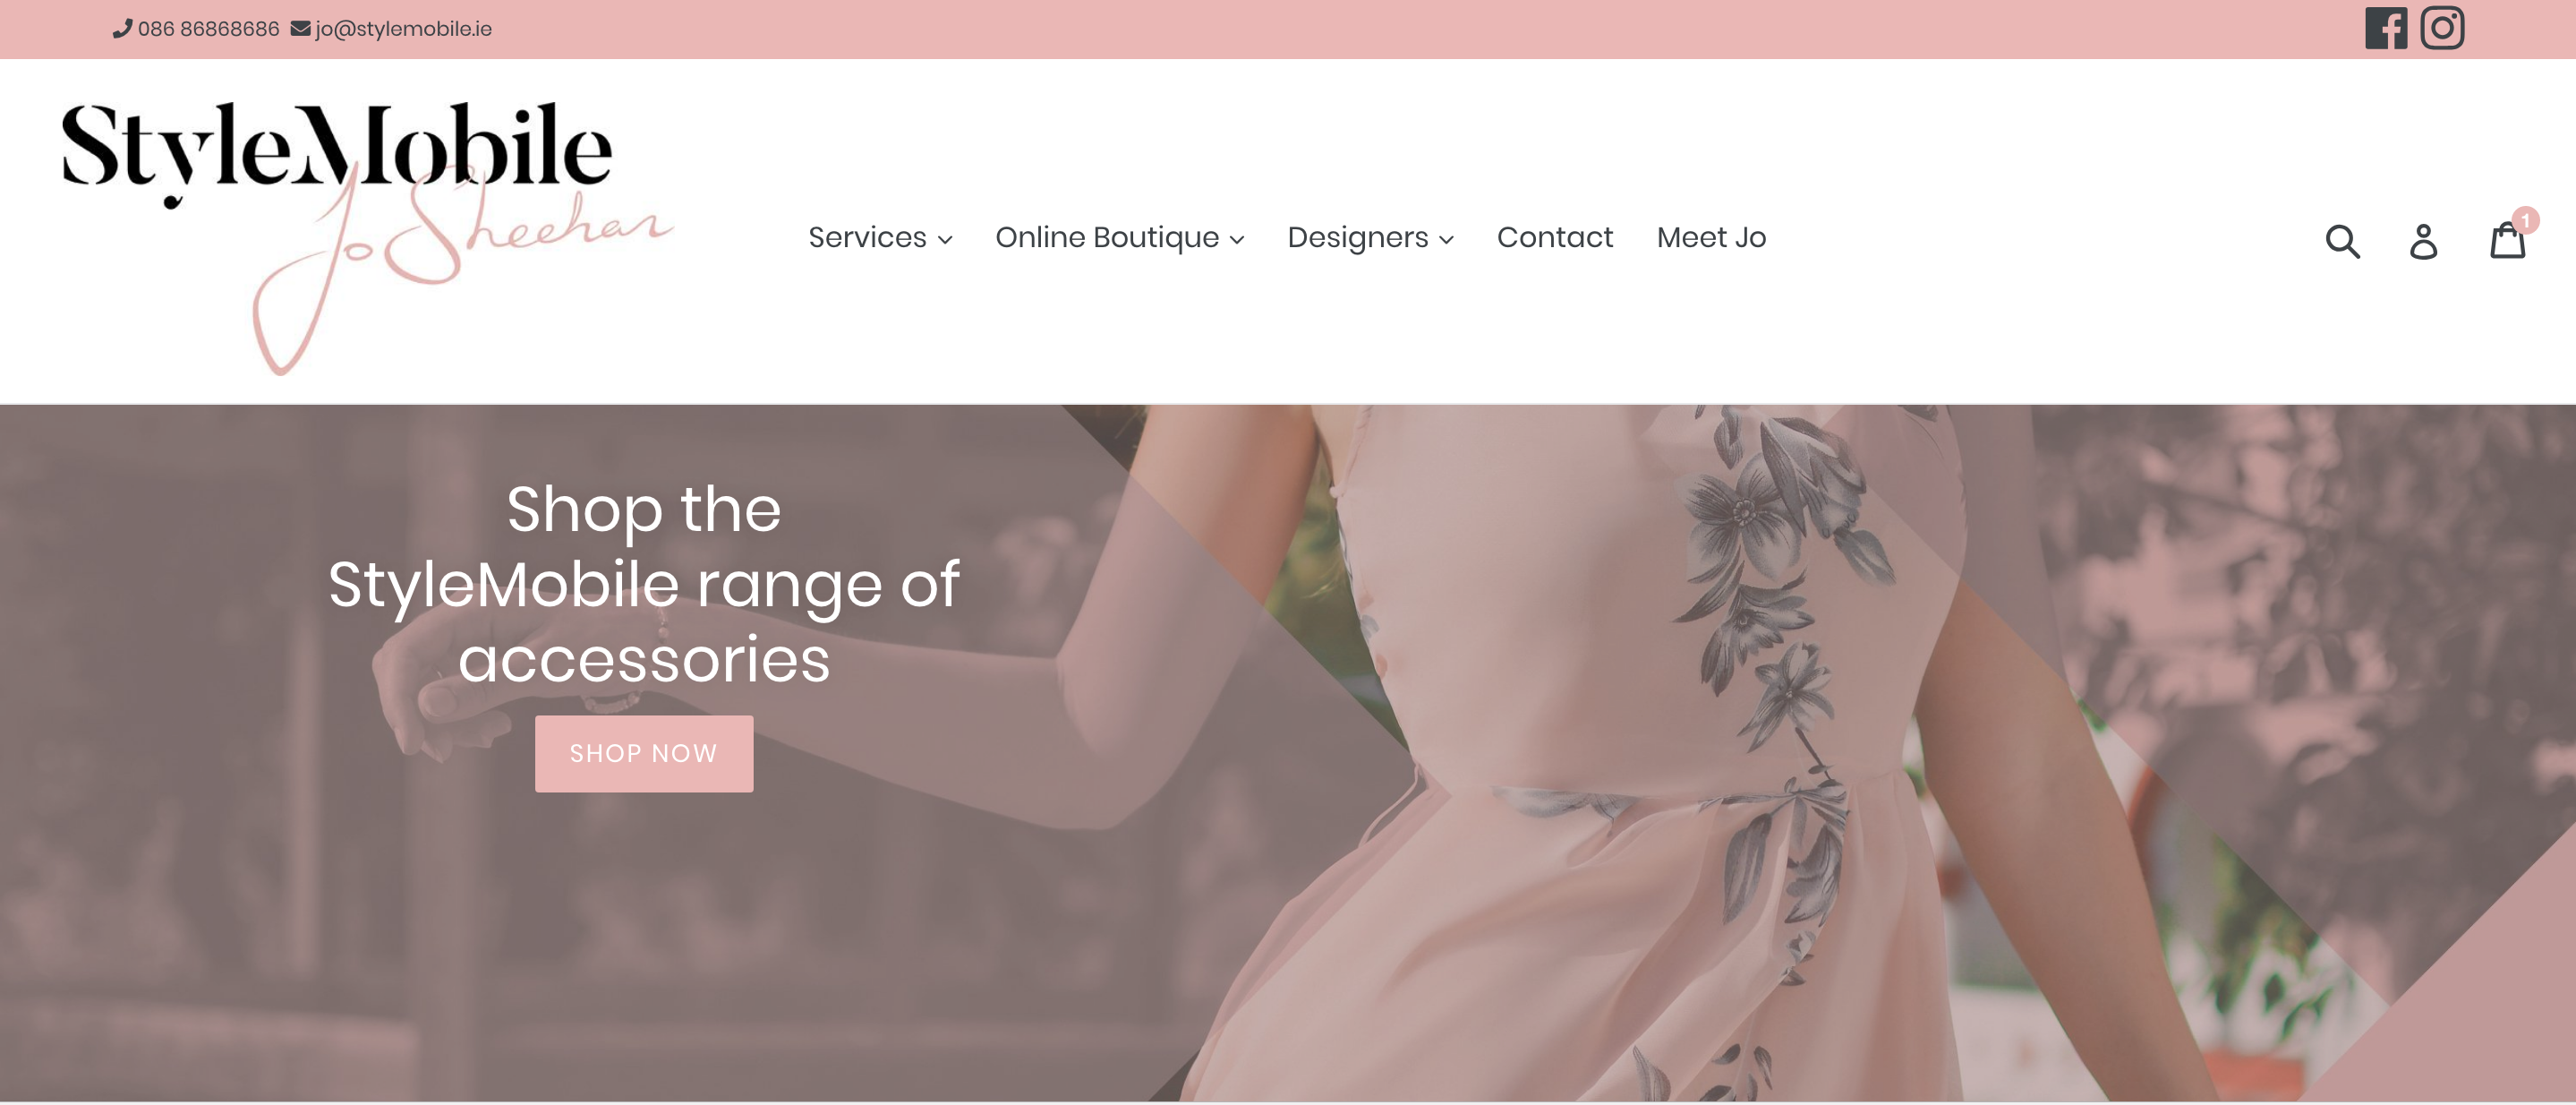 086 86868686 jo@stylemobile.ie
StyleMobile
Jo Sheehan
Services Online Boutique Designers Contact Meet Jo
1
Shop the
StyleMobile range of
accessories
SHOP NOW